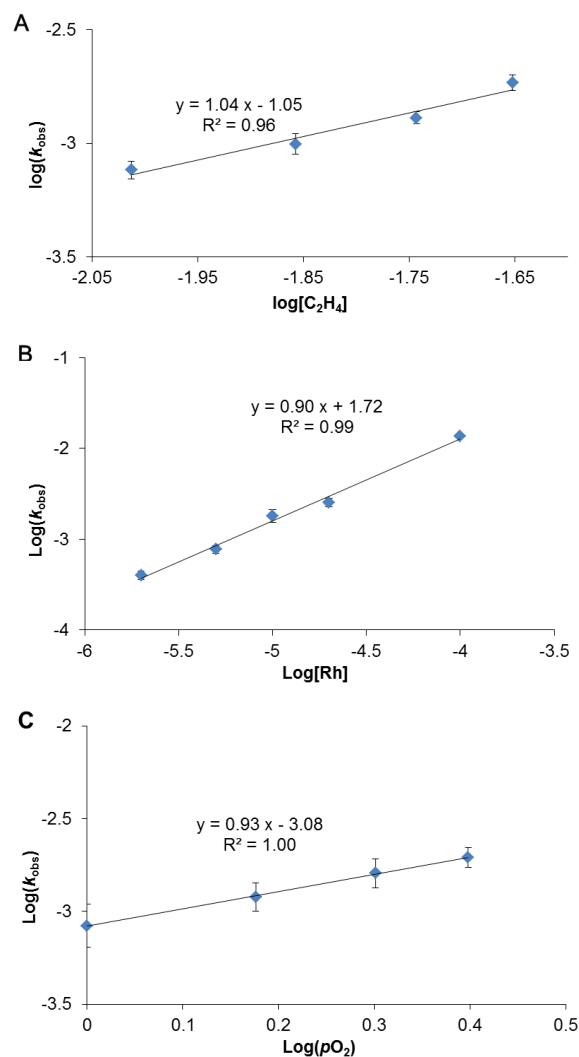 A
-2.5
-3
-3.5
log(k_obs)
y = 1.04 x - 1.05
R² = 0.96
-2.05 -1.95 -1.85 -1.75 -1.65
log[C₂H₄]
B
-1
-2
-3
-4
Log(k_obs)
y = 0.90 x + 1.72
R² = 0.99
-6 -5.5 -5 -4.5 -4 -3.5
Log[Rh]
C
-2
-2.5
-3
-3.5
Log(k_obs)
y = 0.93 x - 3.08
R² = 1.00
0 0.1 0.2 0.3 0.4 0.5
Log(pO₂)